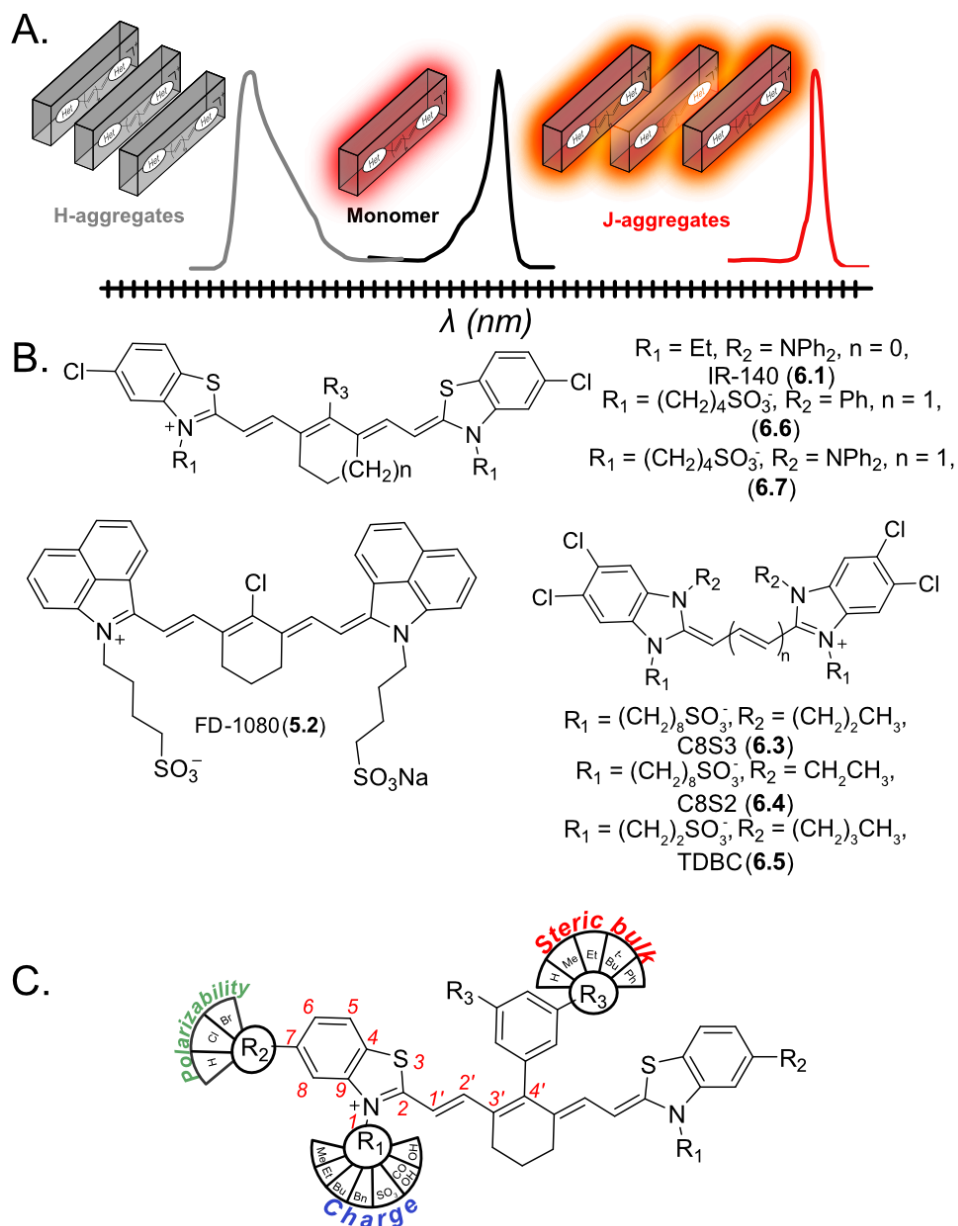 A.
Het Het Het Het Het Het
Het Het
Het Het Het Het Het Het
H-aggregates
Monomer
J-aggregates
λ (nm)
B.
Cl S N + R₁ R₃ (CH₂)n S N R₁ Cl
R₁ = Et, R₂ = NPh₂, n = 0,
IR-140 (6.1)
R₁ = (CH₂)₄SO₃⁻, R₂ = Ph, n = 1,
(6.6)
R₁ = (CH₂)₄SO₃⁻, R₂ = NPh₂, n = 1,
(6.7)
Cl
N + N
SO₃⁻
SO₃Na
FD-1080 (5.2)
Cl Cl R₂ N N R₁ n R₂ N N + R₁ Cl Cl
R₁ = (CH₂)₈SO₃⁻, R₂ = (CH₂)₂CH₃,
C8S3 (6.3)
R₁ = (CH₂)₈SO₃⁻, R₂ = CH₂CH₃,
C8S2 (6.4)
R₁ = (CH₂)₂SO₃⁻, R₂ = (CH₂)₃CH₃,
TDBC (6.5)
C.
Steric bulk
H Me Et t-Bu Ph
R₃ R₃
Polarizability
H Cl Br
R₂
6 5 7 4 8 9 S 3
+ N 1 2 1' 2' 3' 4'
R₁
Me Et Bu Bn SO₃ CO OH OH
Charge
S N R₁ R₂